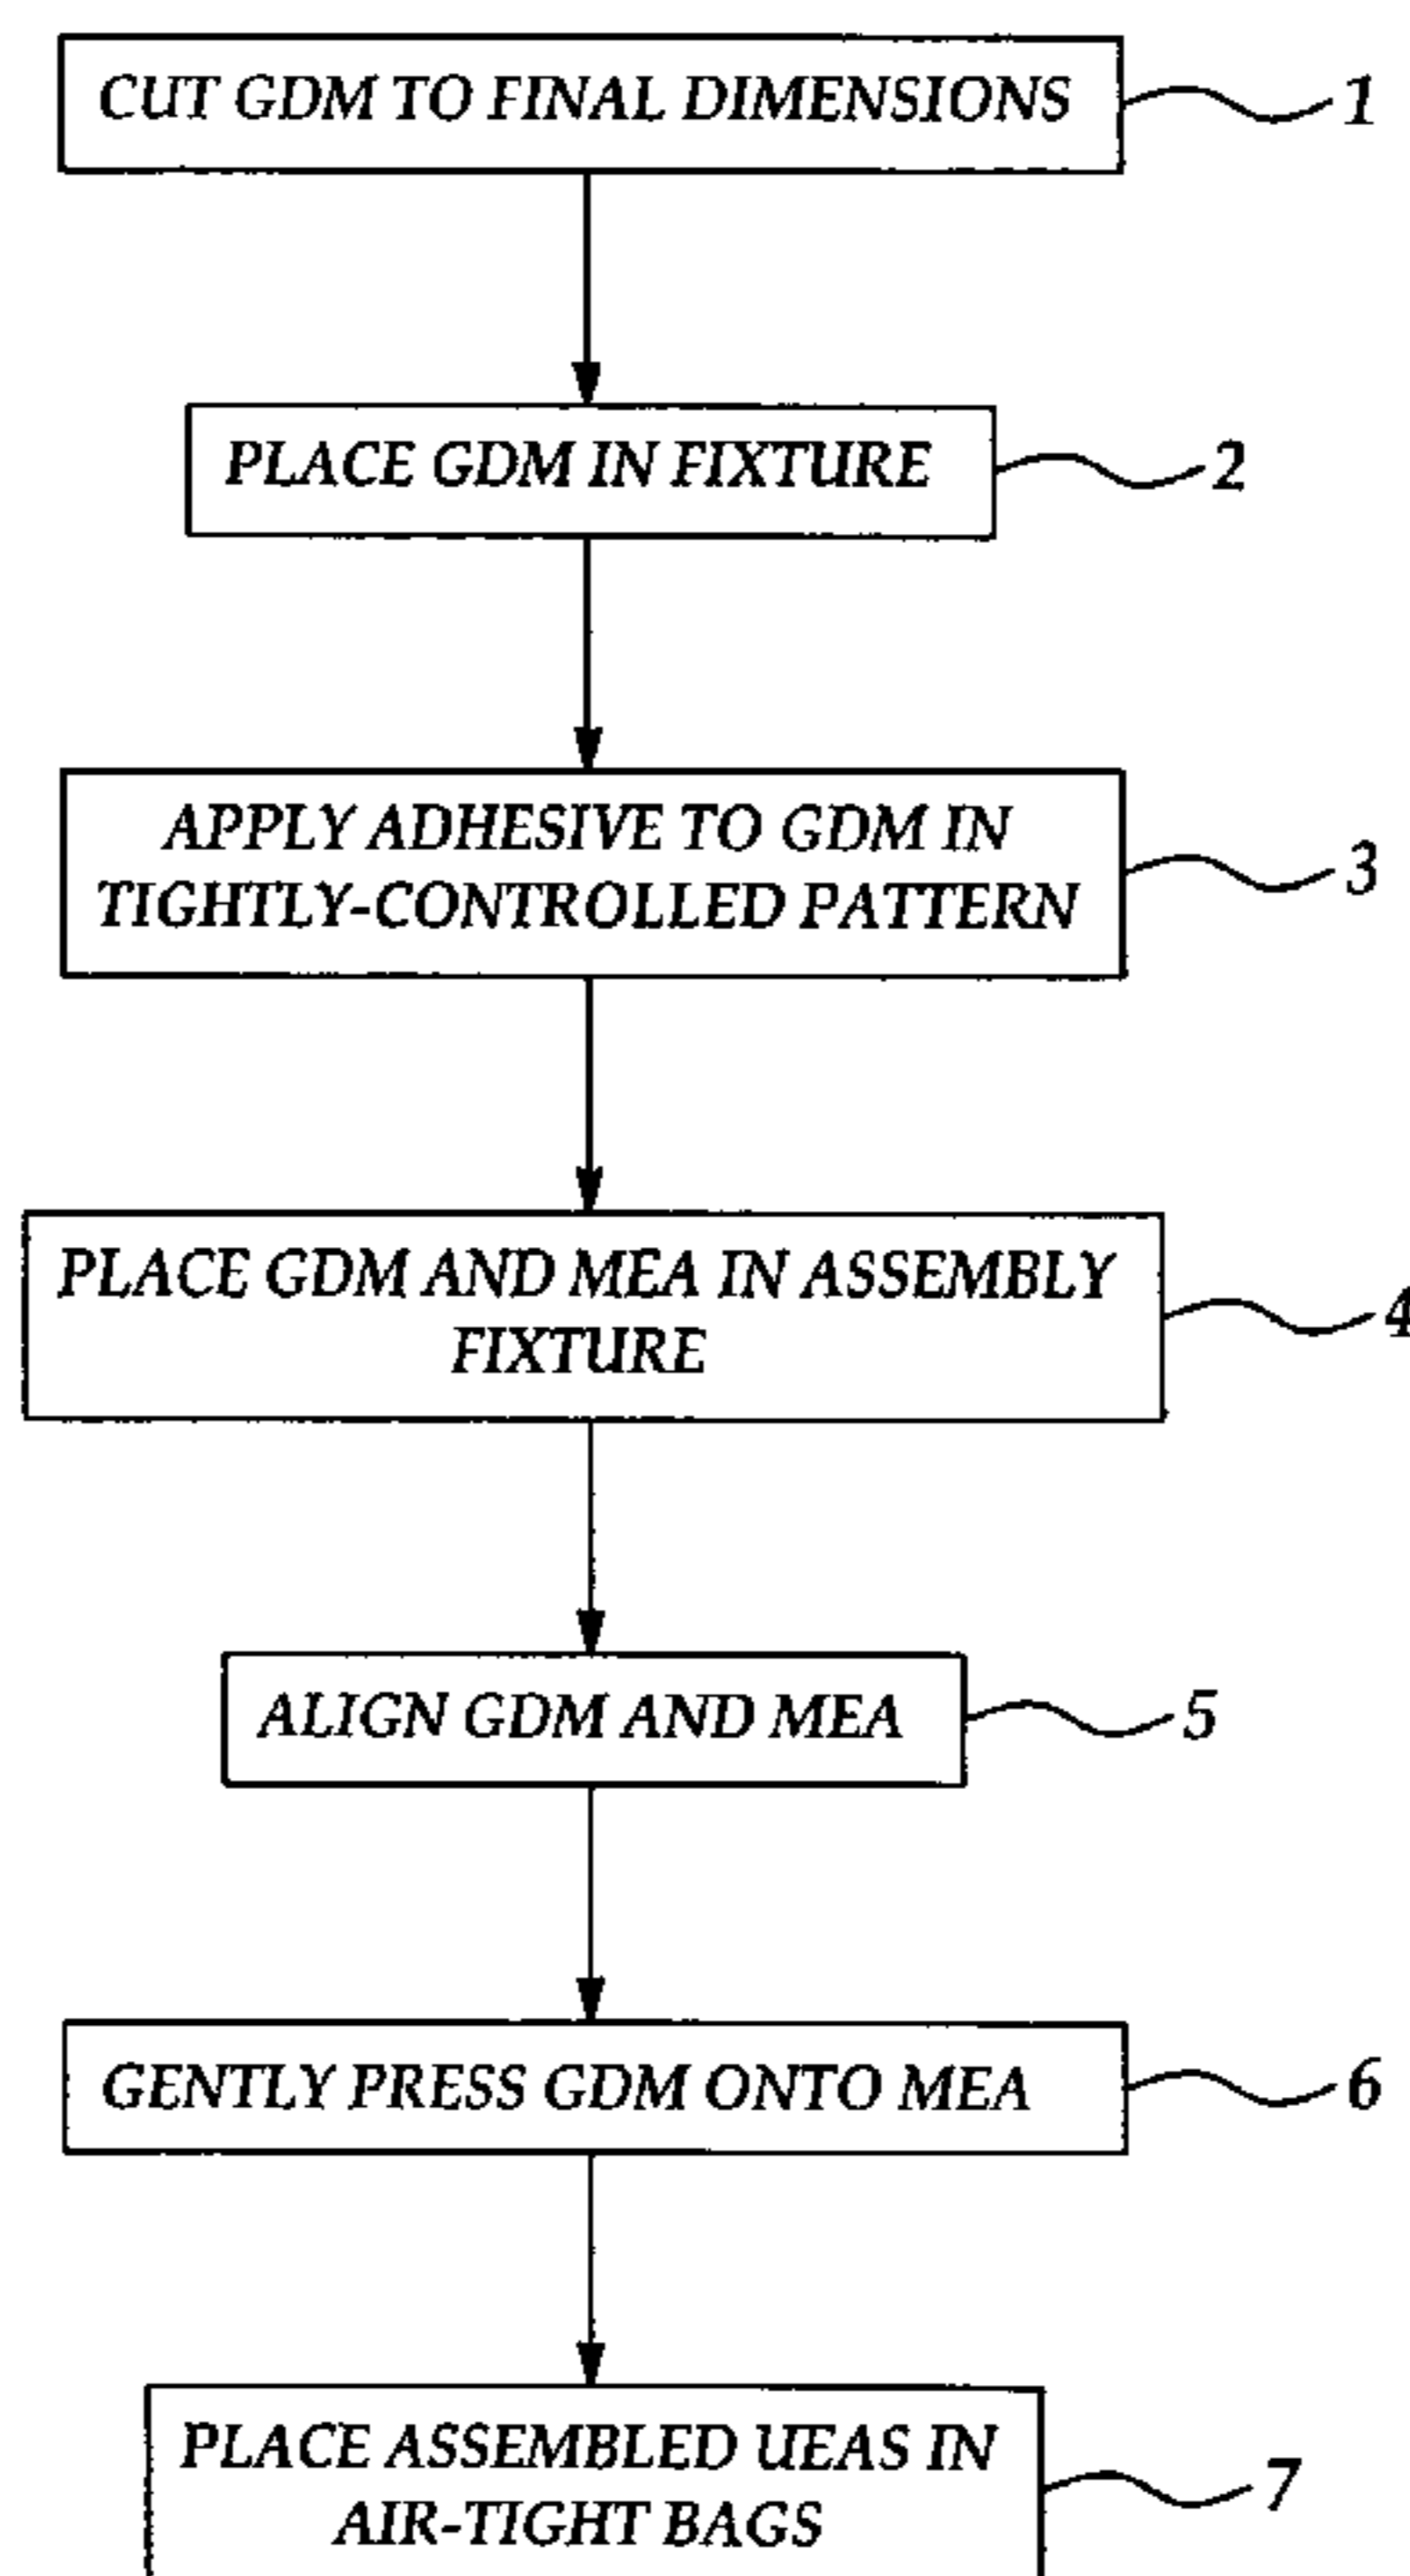 CUT GDM TO FINAL DIMENSIONS
1
PLACE GDM IN FIXTURE
2
APPLY ADHESIVE TO GDM IN
TIGHTLY-CONTROLLED PATTERN
3
PLACE GDM AND MEA IN ASSEMBLY
FIXTURE
4
ALIGN GDM AND MEA
5
GENTLY PRESS GDM ONTO MEA
6
PLACE ASSEMBLED UEAS IN
AIR-TIGHT BAGS
7